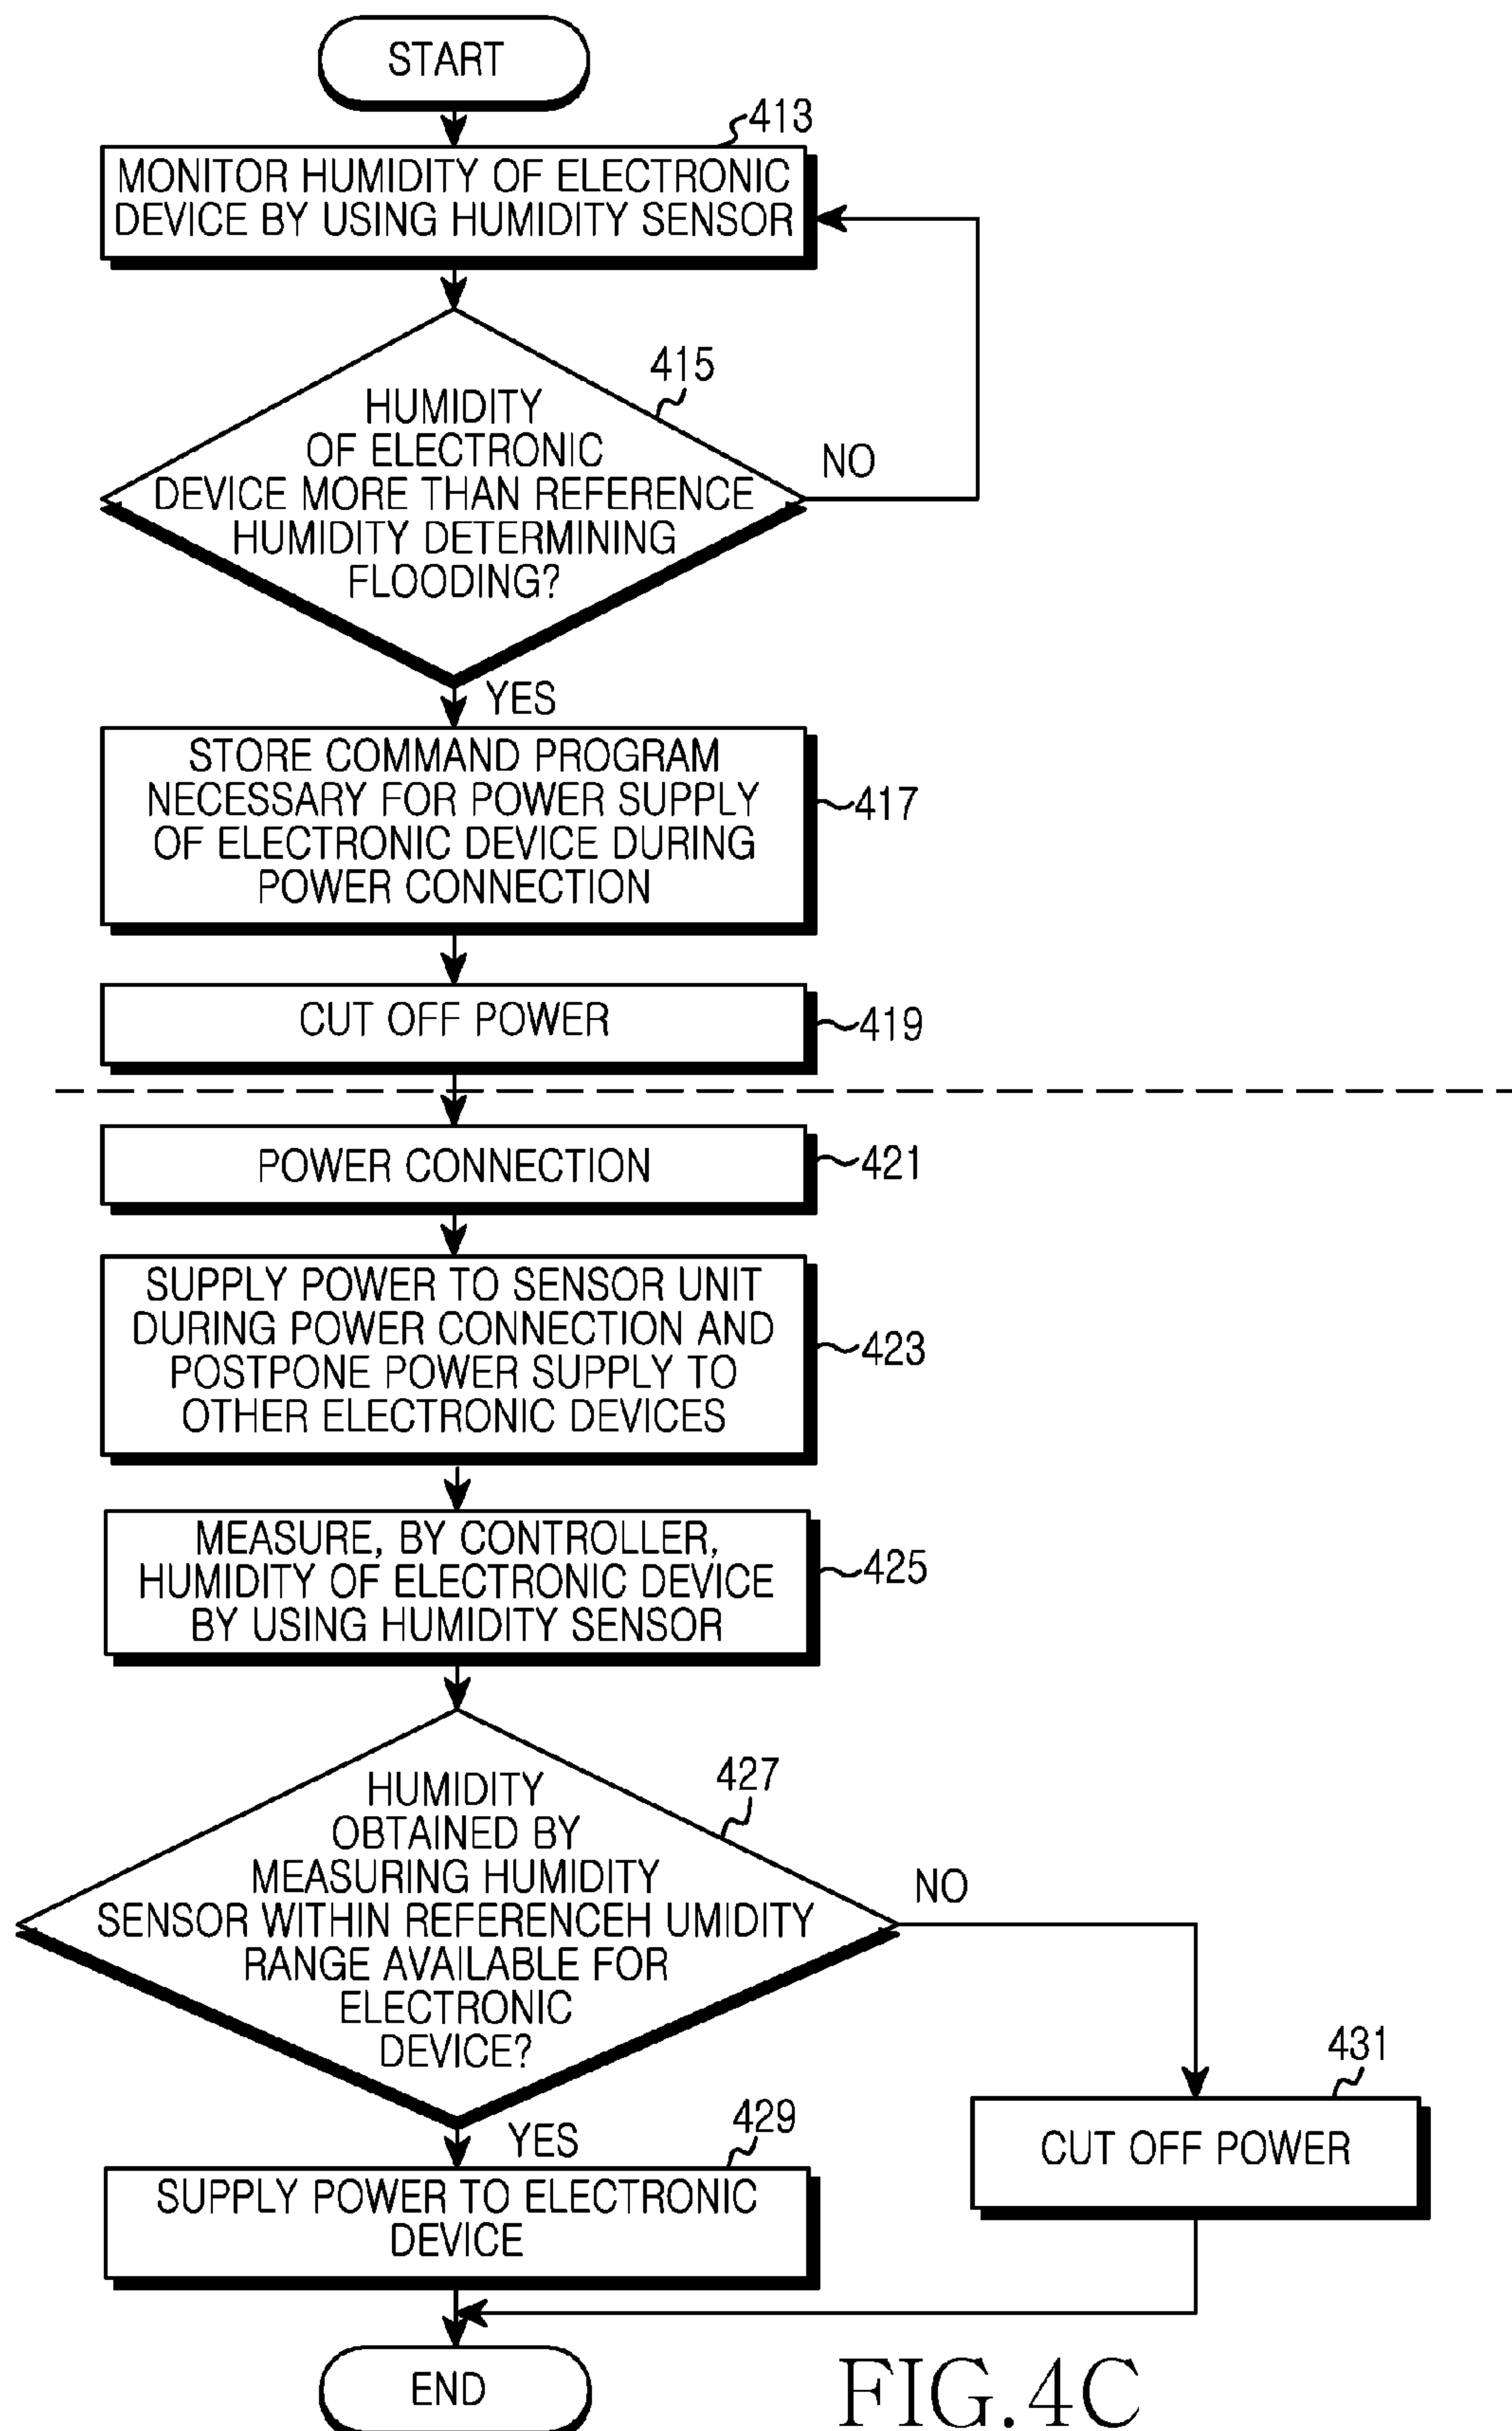 START
413
MONITOR HUMIDITY OF ELECTRONIC
DEVICE BY USING HUMIDITY SENSOR
415
HUMIDITY
OF ELECTRONIC
DEVICE MORE THAN REFERENCE
HUMIDITY DETERMINING
FLOODING?
NO
YES
STORE COMMAND PROGRAM
NECESSARY FOR POWER SUPPLY
OF ELECTRONIC DEVICE DURING
POWER CONNECTION
417
CUT OFF POWER
419
POWER CONNECTION
421
SUPPLY POWER TO SENSOR UNIT
DURING POWER CONNECTION AND
POSTPONE POWER SUPPLY TO
OTHER ELECTRONIC DEVICES
423
MEASURE, BY CONTROLLER,
HUMIDITY OF ELECTRONIC DEVICE
BY USING HUMIDITY SENSOR
425
427
HUMIDITY
OBTAINED BY
MEASURING HUMIDITY
SENSOR WITHIN REFERENCEH UMIDITY
RANGE AVAILABLE FOR
ELECTRONIC
DEVICE?
NO
YES
429
SUPPLY POWER TO ELECTRONIC
DEVICE
431
CUT OFF POWER
END
FIG.4C